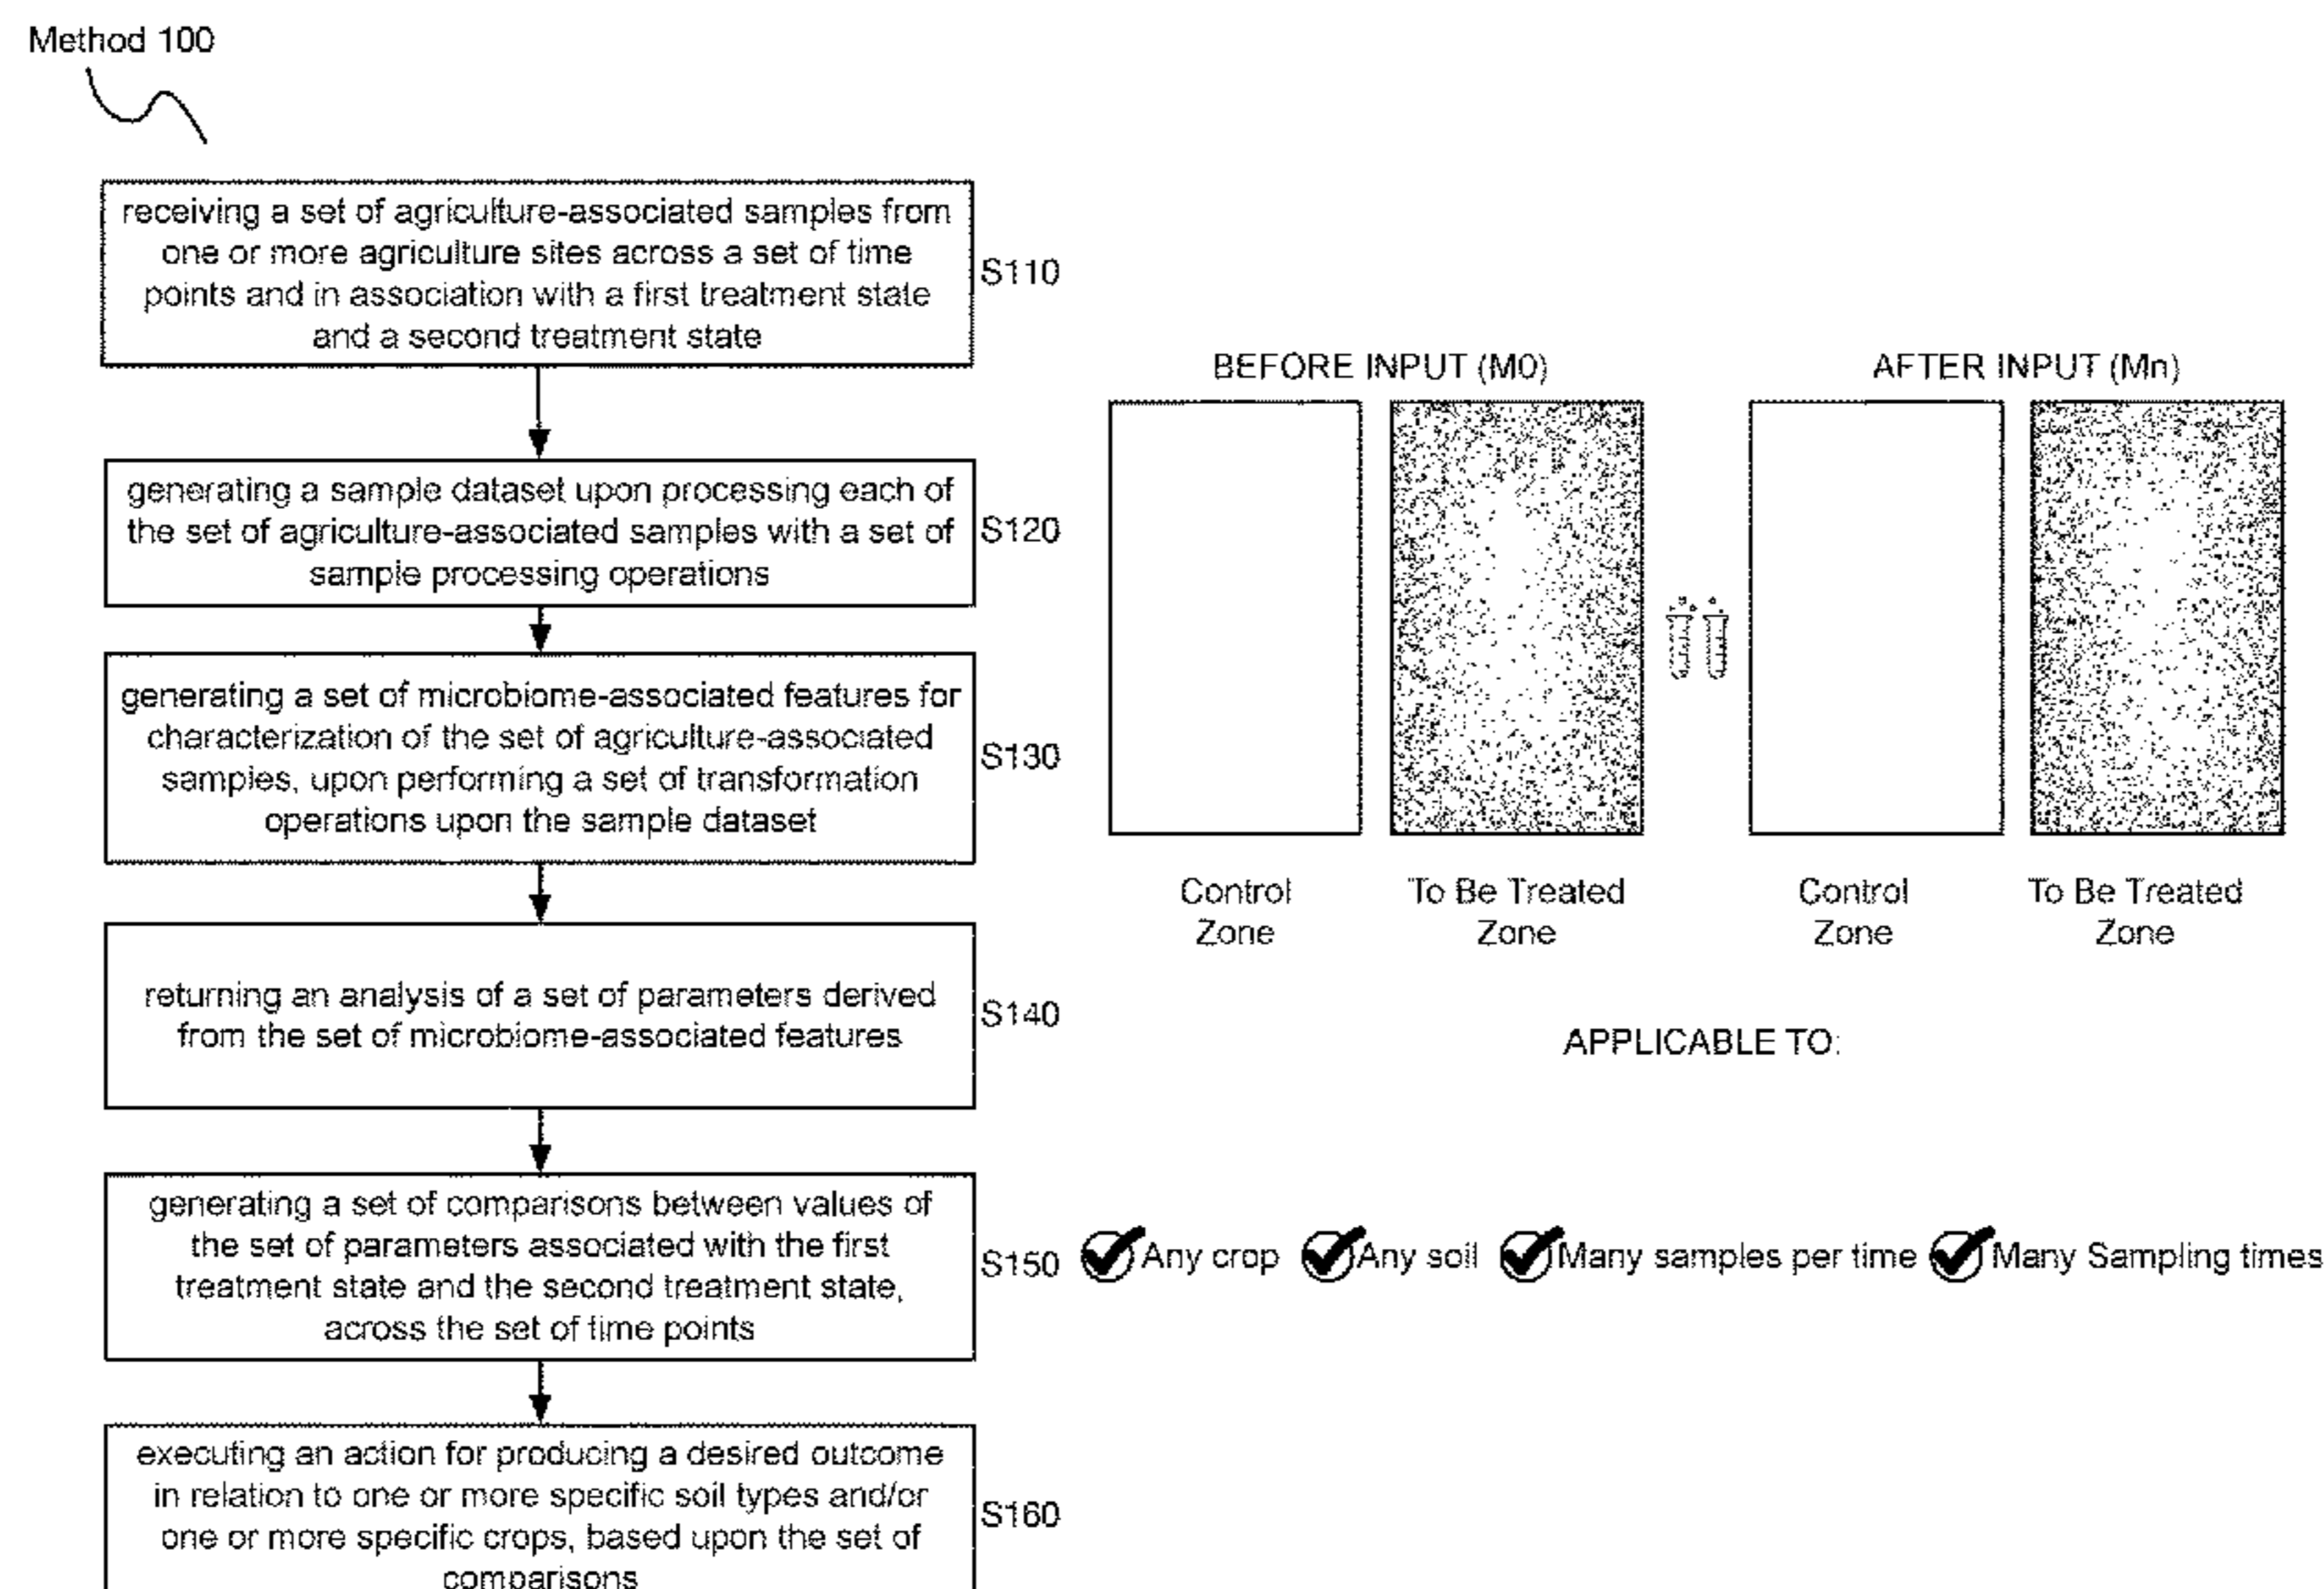 Method 100
receiving a set of agriculture-associated samples from
one or more agriculture sites across a set of time
points and in association with a first treatment state
and a second treatment state
S110
generating a sample dataset upon processing each of
the set of agriculture-associated samples with a set of
sample processing operations
S120
generating a set of microbiome-associated features for
characterization of the set of agriculture-associated
samples, upon performing a set of transformation
operations upon the sample dataset
S130
returning an analysis of a set of parameters derived
from the set of microbiome-associated features
S140
generating a set of comparisons between values of
the set of parameters associated with the first
treatment state and the second treatment state,
across the set of time points
S150
executing an action for producing a desired outcome
in relation to one or more specific soil types and/or
one or more specific crops, based upon the set of
comparisons
S160
BEFORE INPUT (M0)
AFTER INPUT (Mn)
Control
Zone
To Be Treated
Zone
Control
Zone
To Be Treated
Zone
APPLICABLE TO:
Any crop
Any soil
Many samples per time
Many Sampling times